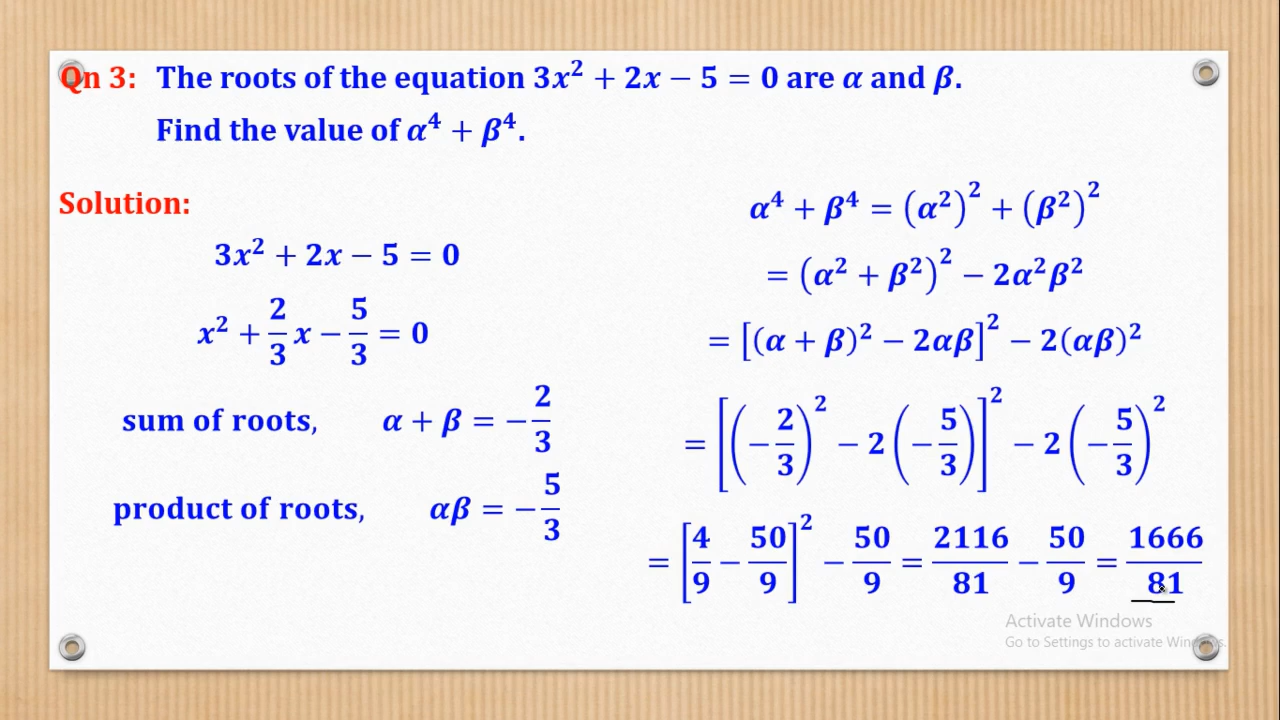 Qn 3: The roots of the equation 3x² + 2x − 5 = 0 are α and β.
Find the value of α⁴ + β⁴.
Solution:
3x² + 2x − 5 = 0
x² + 2/3 x − 5/3 = 0
sum of roots, α + β = − 2/3
product of roots, αβ = − 5/3
α⁴ + β⁴ = (α²)² + (β²)²
= (α² + β²)² − 2α²β²
= [(α + β)² − 2αβ]² − 2(αβ)²
= [(− 2/3)² − 2(− 5/3)]² − 2(− 5/3)²
= [4/9 − 50/9]² − 50/9 = 2116/81 − 50/9 = 1666/81
Activate Windows
Go to Settings to activate Windows.